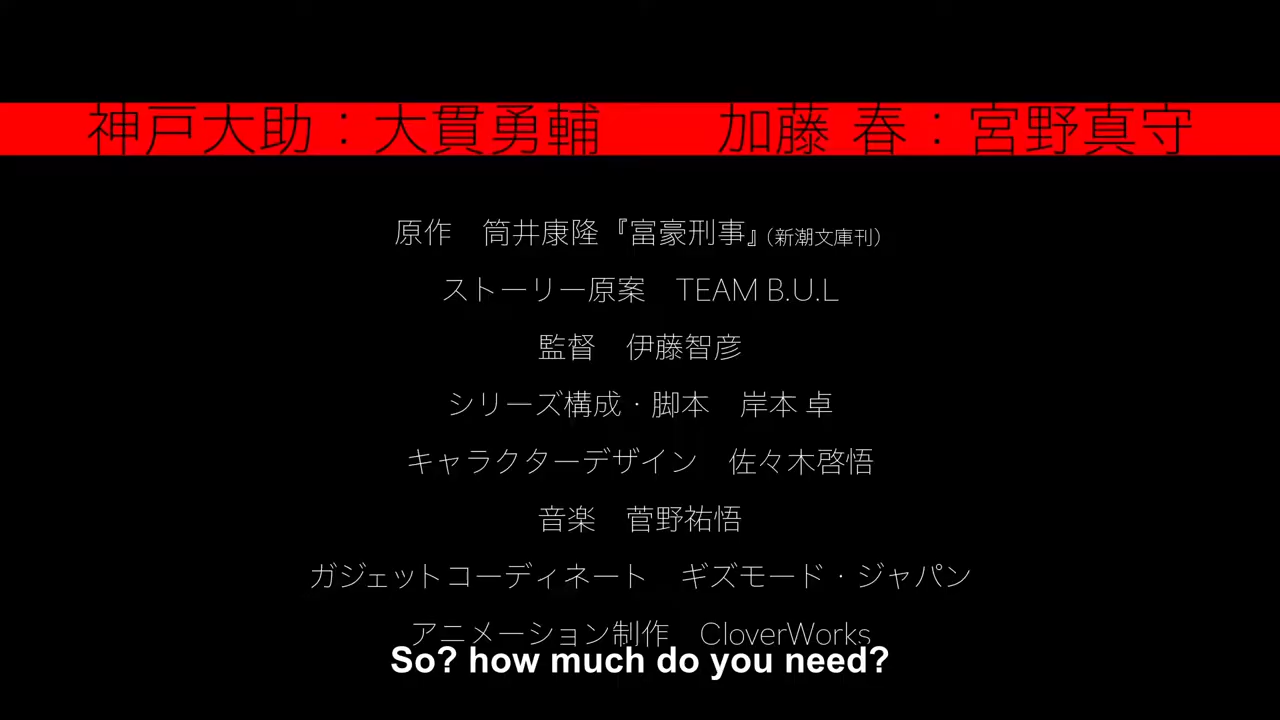 神戸大助：大貫勇輔　　加藤 春：宮野真守
原作　筒井康隆『富豪刑事』（新潮文庫刊）
ストーリー原案　TEAM B.U.L
監督　伊藤智彦
シリーズ構成・脚本　岸本 卓
キャラクターデザイン　佐々木啓悟
音楽　菅野祐悟
ガジェットコーディネート　ギズモード・ジャパン
アニメーション制作　CloverWorks
So? how much do you need?